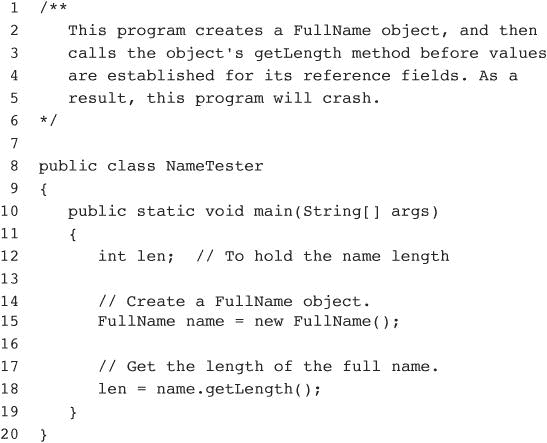 1 /**
2    This program creates a FullName object, and then
3    calls the object's getLength method before values
4    are established for its reference fields. As a
5    result, this program will crash.
6 */
7
8 public class NameTester
9 {
10    public static void main(String[] args)
11    {
12       int len;  // To hold the name length
13
14       // Create a FullName object.
15       FullName name = new FullName();
16
17       // Get the length of the full name.
18       len = name.getLength();
19    }
20 }